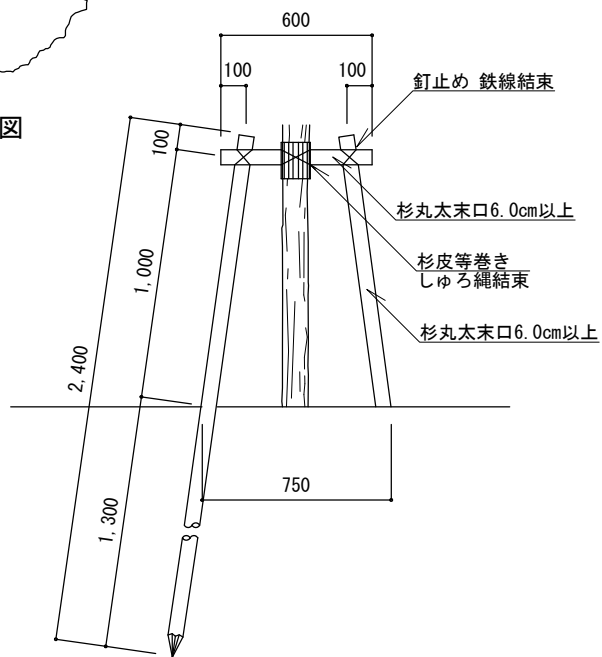 600
100
100
釘止め 鉄線結束
図
100
杉丸太末口6.0cm以上
杉皮等巻き
しゅろ縄結束
1,000
杉丸太末口6.0cm以上
2,400
750
1,300